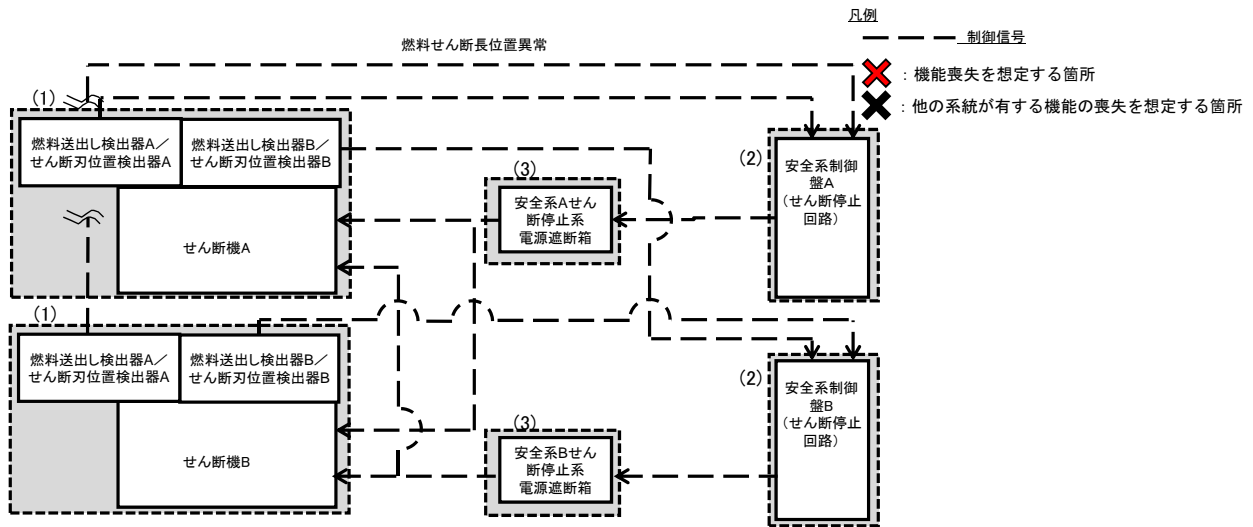 凡例
制御信号
：機能喪失を想定する箇所
：他の系統が有する機能の喪失を想定する箇所
燃料せん断長位置異常
(1)
燃料送出し検出器A／
せん断刃位置検出器A
燃料送出し検出器B／
せん断刃位置検出器B
せん断機A
(3)
安全系Aせん
断停止系
電源遮断箱
(2)
安全系制御
盤A
(せん断停止
回路)
(1)
燃料送出し検出器A／
せん断刃位置検出器A
燃料送出し検出器B／
せん断刃位置検出器B
せん断機B
(3)
安全系Bせん
断停止系
電源遮断箱
(2)
安全系制御
盤B
(せん断停止
回路)